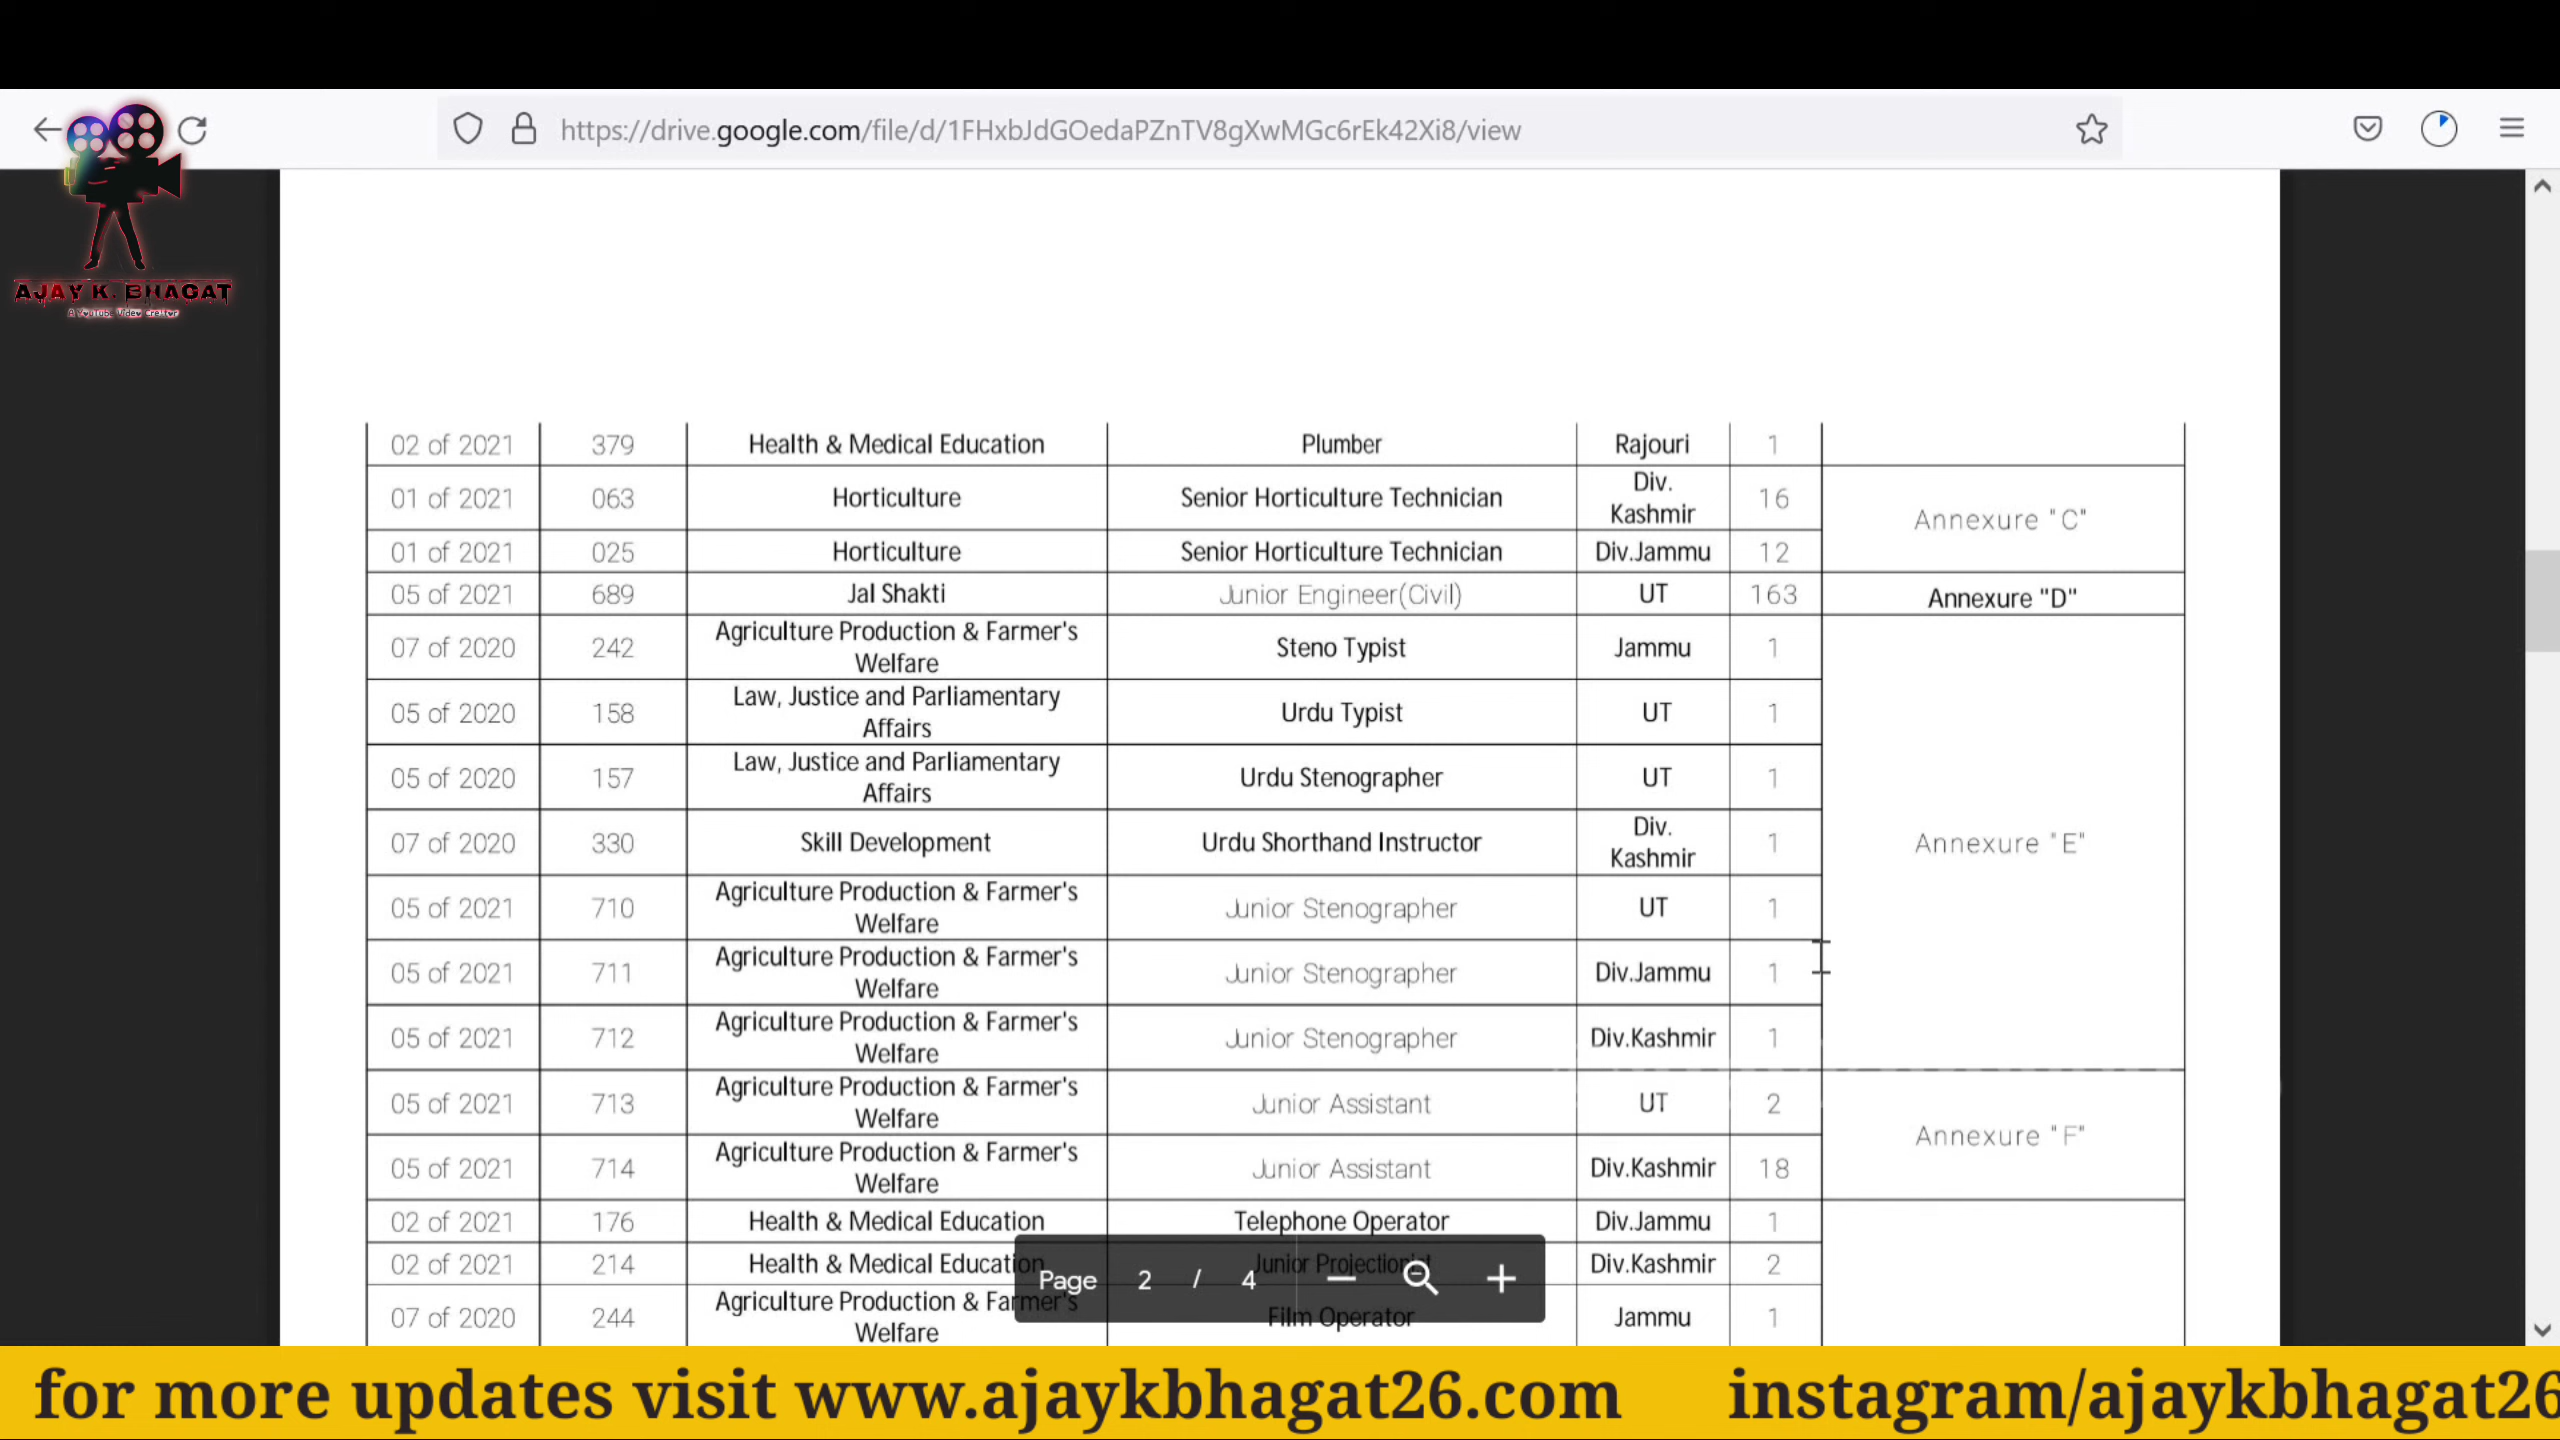 https://drive.google.com/file/d/1FHxbJdGOedaPZnTV8gXwMGc6rEk42Xi8/view
AJAY K. BHAGAT
A YouTube Video Creator
02 of 2021 379 Health & Medical Education Plumber Rajouri 1
01 of 2021 063 Horticulture Senior Horticulture Technician Div. Kashmir 16 Annexure "C"
01 of 2021 025 Horticulture Senior Horticulture Technician Div.Jammu 12
05 of 2021 689 Jal Shakti Junior Engineer(Civil) UT 163 Annexure "D"
07 of 2020 242 Agriculture Production & Farmer's Welfare Steno Typist Jammu 1
05 of 2020 158 Law, Justice and Parliamentary Affairs Urdu Typist UT 1
05 of 2020 157 Law, Justice and Parliamentary Affairs Urdu Stenographer UT 1
07 of 2020 330 Skill Development Urdu Shorthand Instructor Div. Kashmir 1 Annexure "E"
05 of 2021 710 Agriculture Production & Farmer's Welfare Junior Stenographer UT 1
05 of 2021 711 Agriculture Production & Farmer's Welfare Junior Stenographer Div.Jammu 1
05 of 2021 712 Agriculture Production & Farmer's Welfare Junior Stenographer Div.Kashmir 1
05 of 2021 713 Agriculture Production & Farmer's Welfare Junior Assistant UT 2 Annexure "F"
05 of 2021 714 Agriculture Production & Farmer's Welfare Junior Assistant Div.Kashmir 18
02 of 2021 176 Health & Medical Education Telephone Operator Div.Jammu 1
02 of 2021 214 Health & Medical Education Junior Projectionist Div.Kashmir 2
07 of 2020 244 Agriculture Production & Farmer's Welfare Film Operator Jammu 1
Page 2 / 4
for more updates visit www.ajaykbhagat26.com instagram/ajaykbhagat26